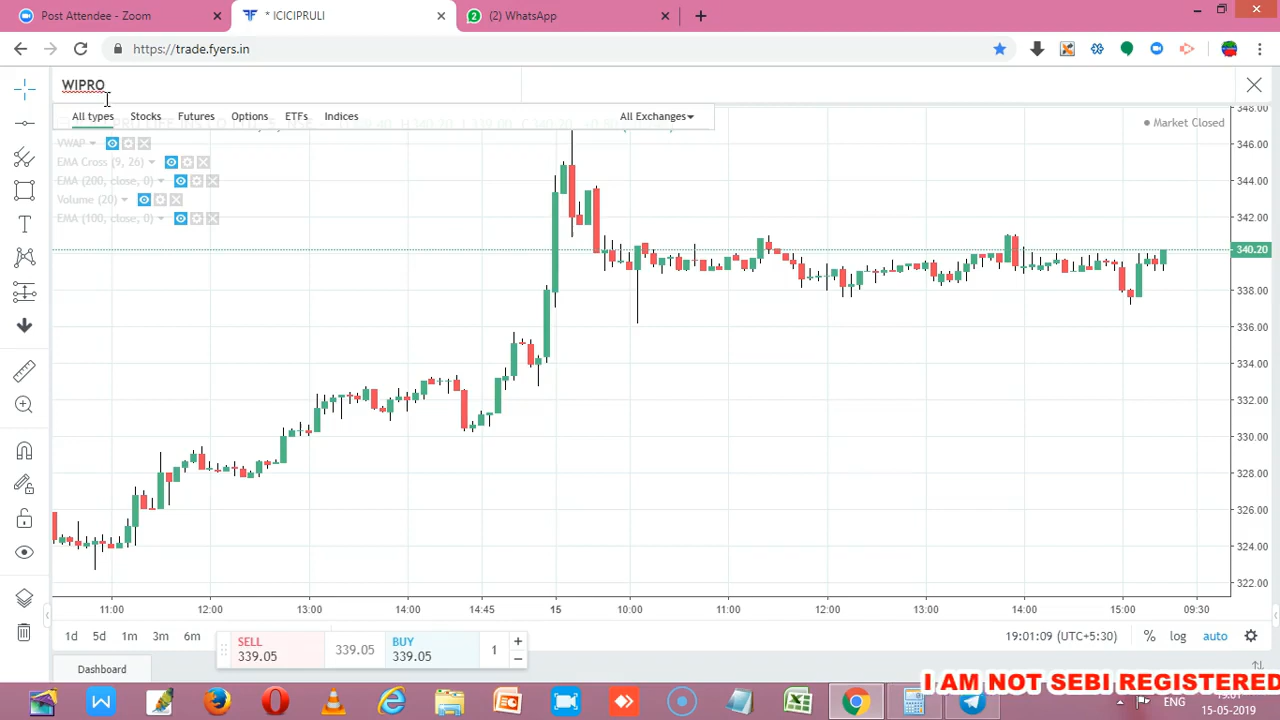 Post Attendee - Zoom
* ICICIPRULI
(2) WhatsApp
2
https://trade.fyers.in
WIPRO
All types Stocks Futures Options ETFs Indices All Exchanges
Market Closed
VWAP
EMA Cross (9, 26)
EMA (200, close, 0)
Volume (20)
EMA (100, close, 0)
348.00
346.00
344.00
342.00
340.20
338.00
336.00
334.00
332.00
330.00
328.00
326.00
324.00
322.00
11:00 12:00 13:00 14:00 14:45 15 10:00 11:00 12:00 13:00 14:00 15:00 09:30
1d 5d 1m 3m 6m
SELL
339.05
339.05
BUY
339.05
1
19:01:09 (UTC+5:30) % log auto
Dashboard
I AM NOT SEBI REGISTERED
ENG
15-05-2019